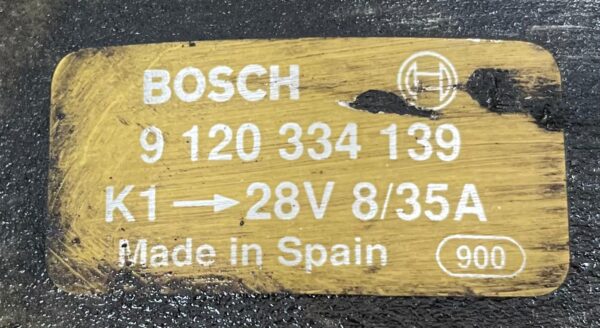 BOSCH
9 120 334 139
K1 → 28V 8/35A
Made in Spain 900